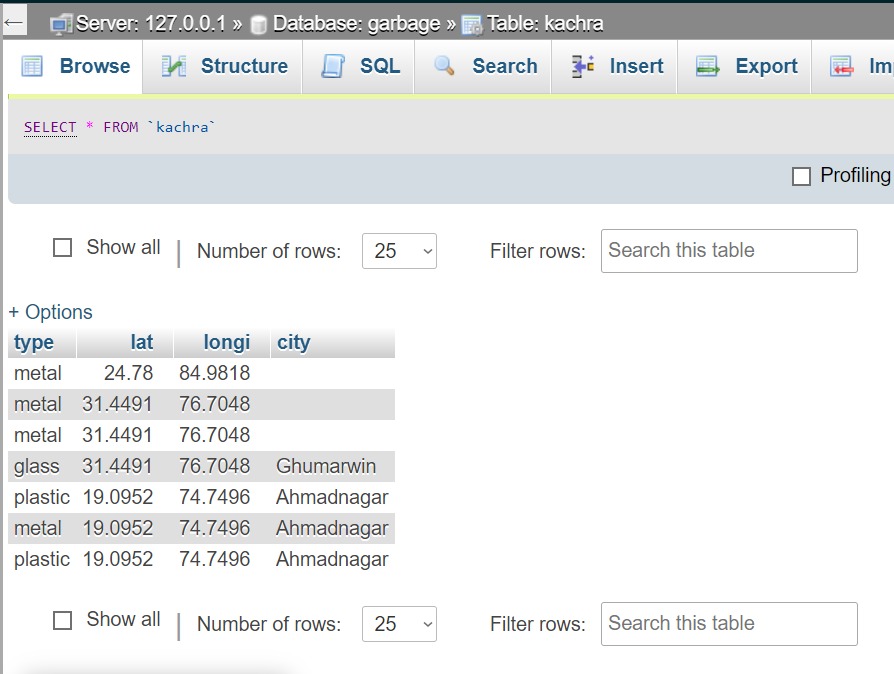 ← Server: 127.0.0.1 » Database: garbage » Table: kachra
Browse Structure SQL Search Insert Export Im
SELECT * FROM `kachra`
Profiling
Show all | Number of rows: 25 Filter rows: Search this table
+ Options
type lat longi city
metal 24.78 84.9818
metal 31.4491 76.7048
metal 31.4491 76.7048
glass 31.4491 76.7048 Ghumarwin
plastic 19.0952 74.7496 Ahmadnagar
metal 19.0952 74.7496 Ahmadnagar
plastic 19.0952 74.7496 Ahmadnagar
Show all | Number of rows: 25 Filter rows: Search this table